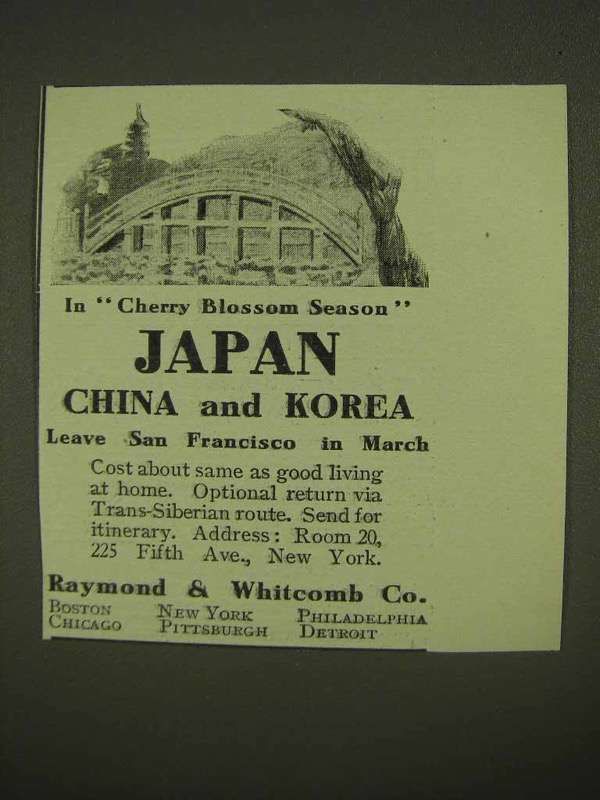 In "Cherry Blossom Season"
JAPAN
CHINA and KOREA
Leave San Francisco in March
Cost about same as good living
at home. Optional return via
Trans-Siberian route. Send for
itinerary. Address: Room 20,
225 Fifth Ave., New York.
Raymond & Whitcomb Co.
BOSTON NEW YORK PHILADELPHIA
CHICAGO PITTSBURGH DETROIT